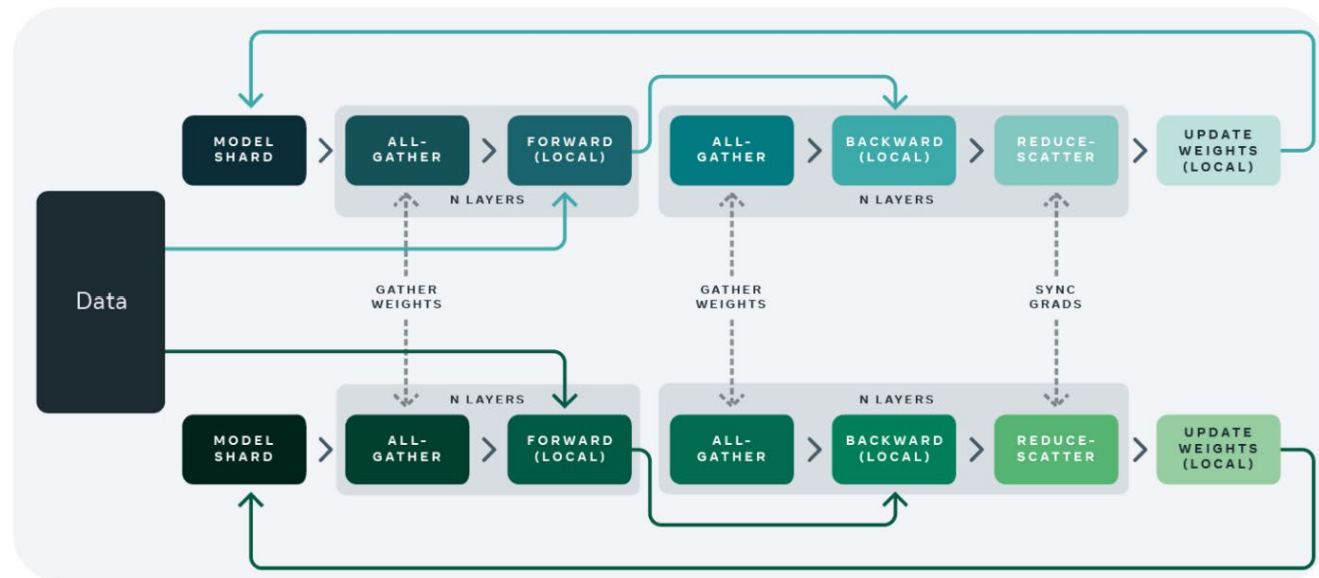 MODEL
SHARD
ALL-
GATHER
FORWARD
(LOCAL)
N LAYERS
ALL-
GATHER
BACKWARD
(LOCAL)
REDUCE-
SCATTER
N LAYERS
UPDATE
WEIGHTS
(LOCAL)
Data
GATHER
WEIGHTS
GATHER
WEIGHTS
SYNC
GRADS
MODEL
SHARD
N LAYERS
ALL-
GATHER
FORWARD
(LOCAL)
N LAYERS
ALL-
GATHER
BACKWARD
(LOCAL)
REDUCE-
SCATTER
UPDATE
WEIGHTS
(LOCAL)